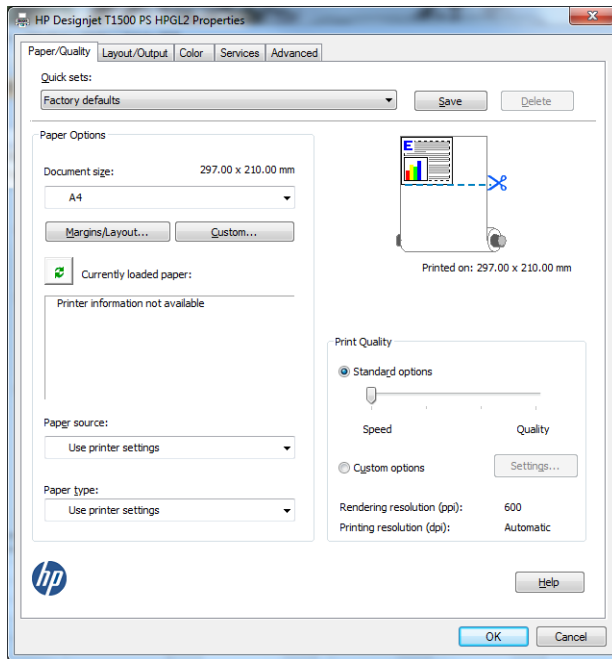 HP Designjet T1500 PS HPGL2 Properties
Paper/Quality Layout/Output Color Services Advanced
Quick sets:
Factory defaults
Save
Delete
Paper Options
Document size: 297.00 x 210.00 mm
A4
Margins/Layout... Custom...
Currently loaded paper:
Printer information not available
Paper source:
Use printer settings
Paper type:
Use printer settings
E
Printed on: 297.00 x 210.00 mm
Print Quality
Standard options
Speed Quality
Custom options Settings...
Rendering resolution (ppi): 600
Printing resolution (dpi): Automatic
hp
Help
OK Cancel